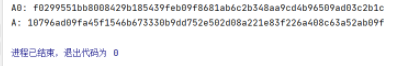 A0: f0299551bb8008429b185439feb09f8681ab6c2b348aa9cd4b96509ad03c2b1c
A: 10796ad09fa45f1546b673330b9dd752e502d08a221e83f226a408c63a52ab09f
进程已结束，退出代码为 0